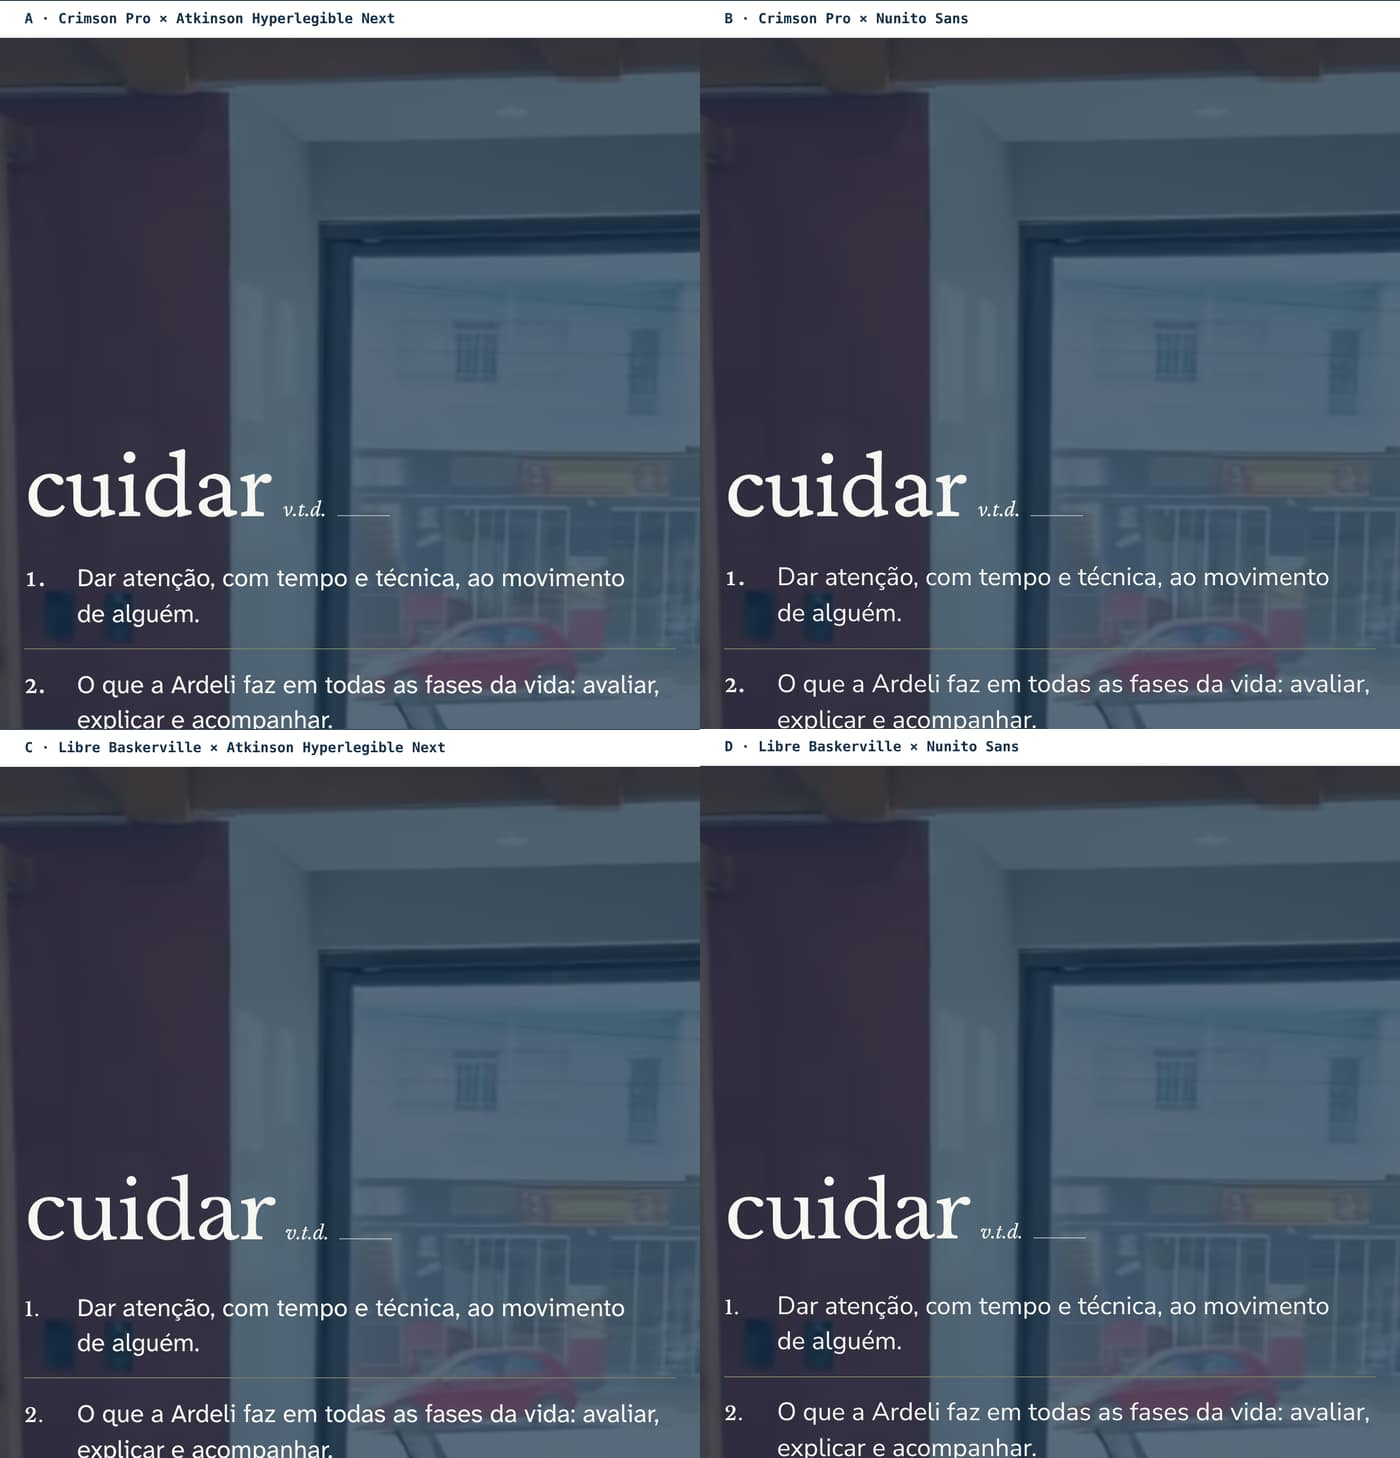 A · Crimson Pro × Atkinson Hyperlegible Next
cuidar v.t.d.
1. Dar atenção, com tempo e técnica, ao movimento
de alguém.
2. O que a Ardeli faz em todas as fases da vida: avaliar,
explicar e acompanhar.
B · Crimson Pro × Nunito Sans
cuidar v.t.d.
1. Dar atenção, com tempo e técnica, ao movimento
de alguém.
2. O que a Ardeli faz em todas as fases da vida: avaliar,
explicar e acompanhar.
C · Libre Baskerville × Atkinson Hyperlegible Next
cuidar v.t.d.
1. Dar atenção, com tempo e técnica, ao movimento
de alguém.
2. O que a Ardeli faz em todas as fases da vida: avaliar,
explicar e acompanhar.
D · Libre Baskerville × Nunito Sans
cuidar v.t.d.
1. Dar atenção, com tempo e técnica, ao movimento
de alguém.
2. O que a Ardeli faz em todas as fases da vida: avaliar,
explicar e acompanhar.